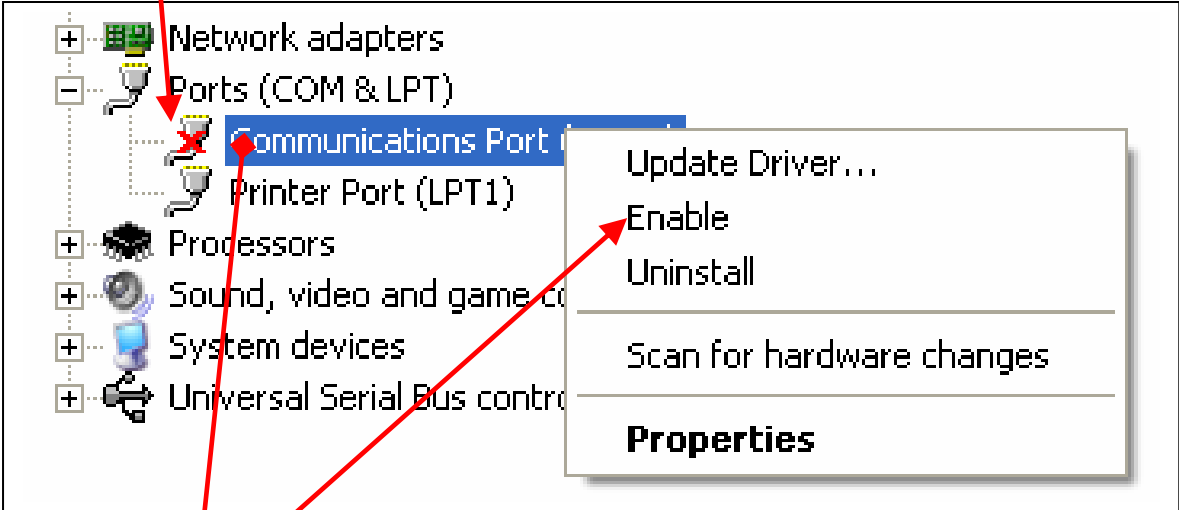 Network adapters
Ports (COM & LPT)
Communications Port
Printer Port (LPT1)
Processors
Sound, video and game
System devices
Universal Serial Bus
Update Driver...
Enable
Uninstall
Scan for hardware changes
Properties